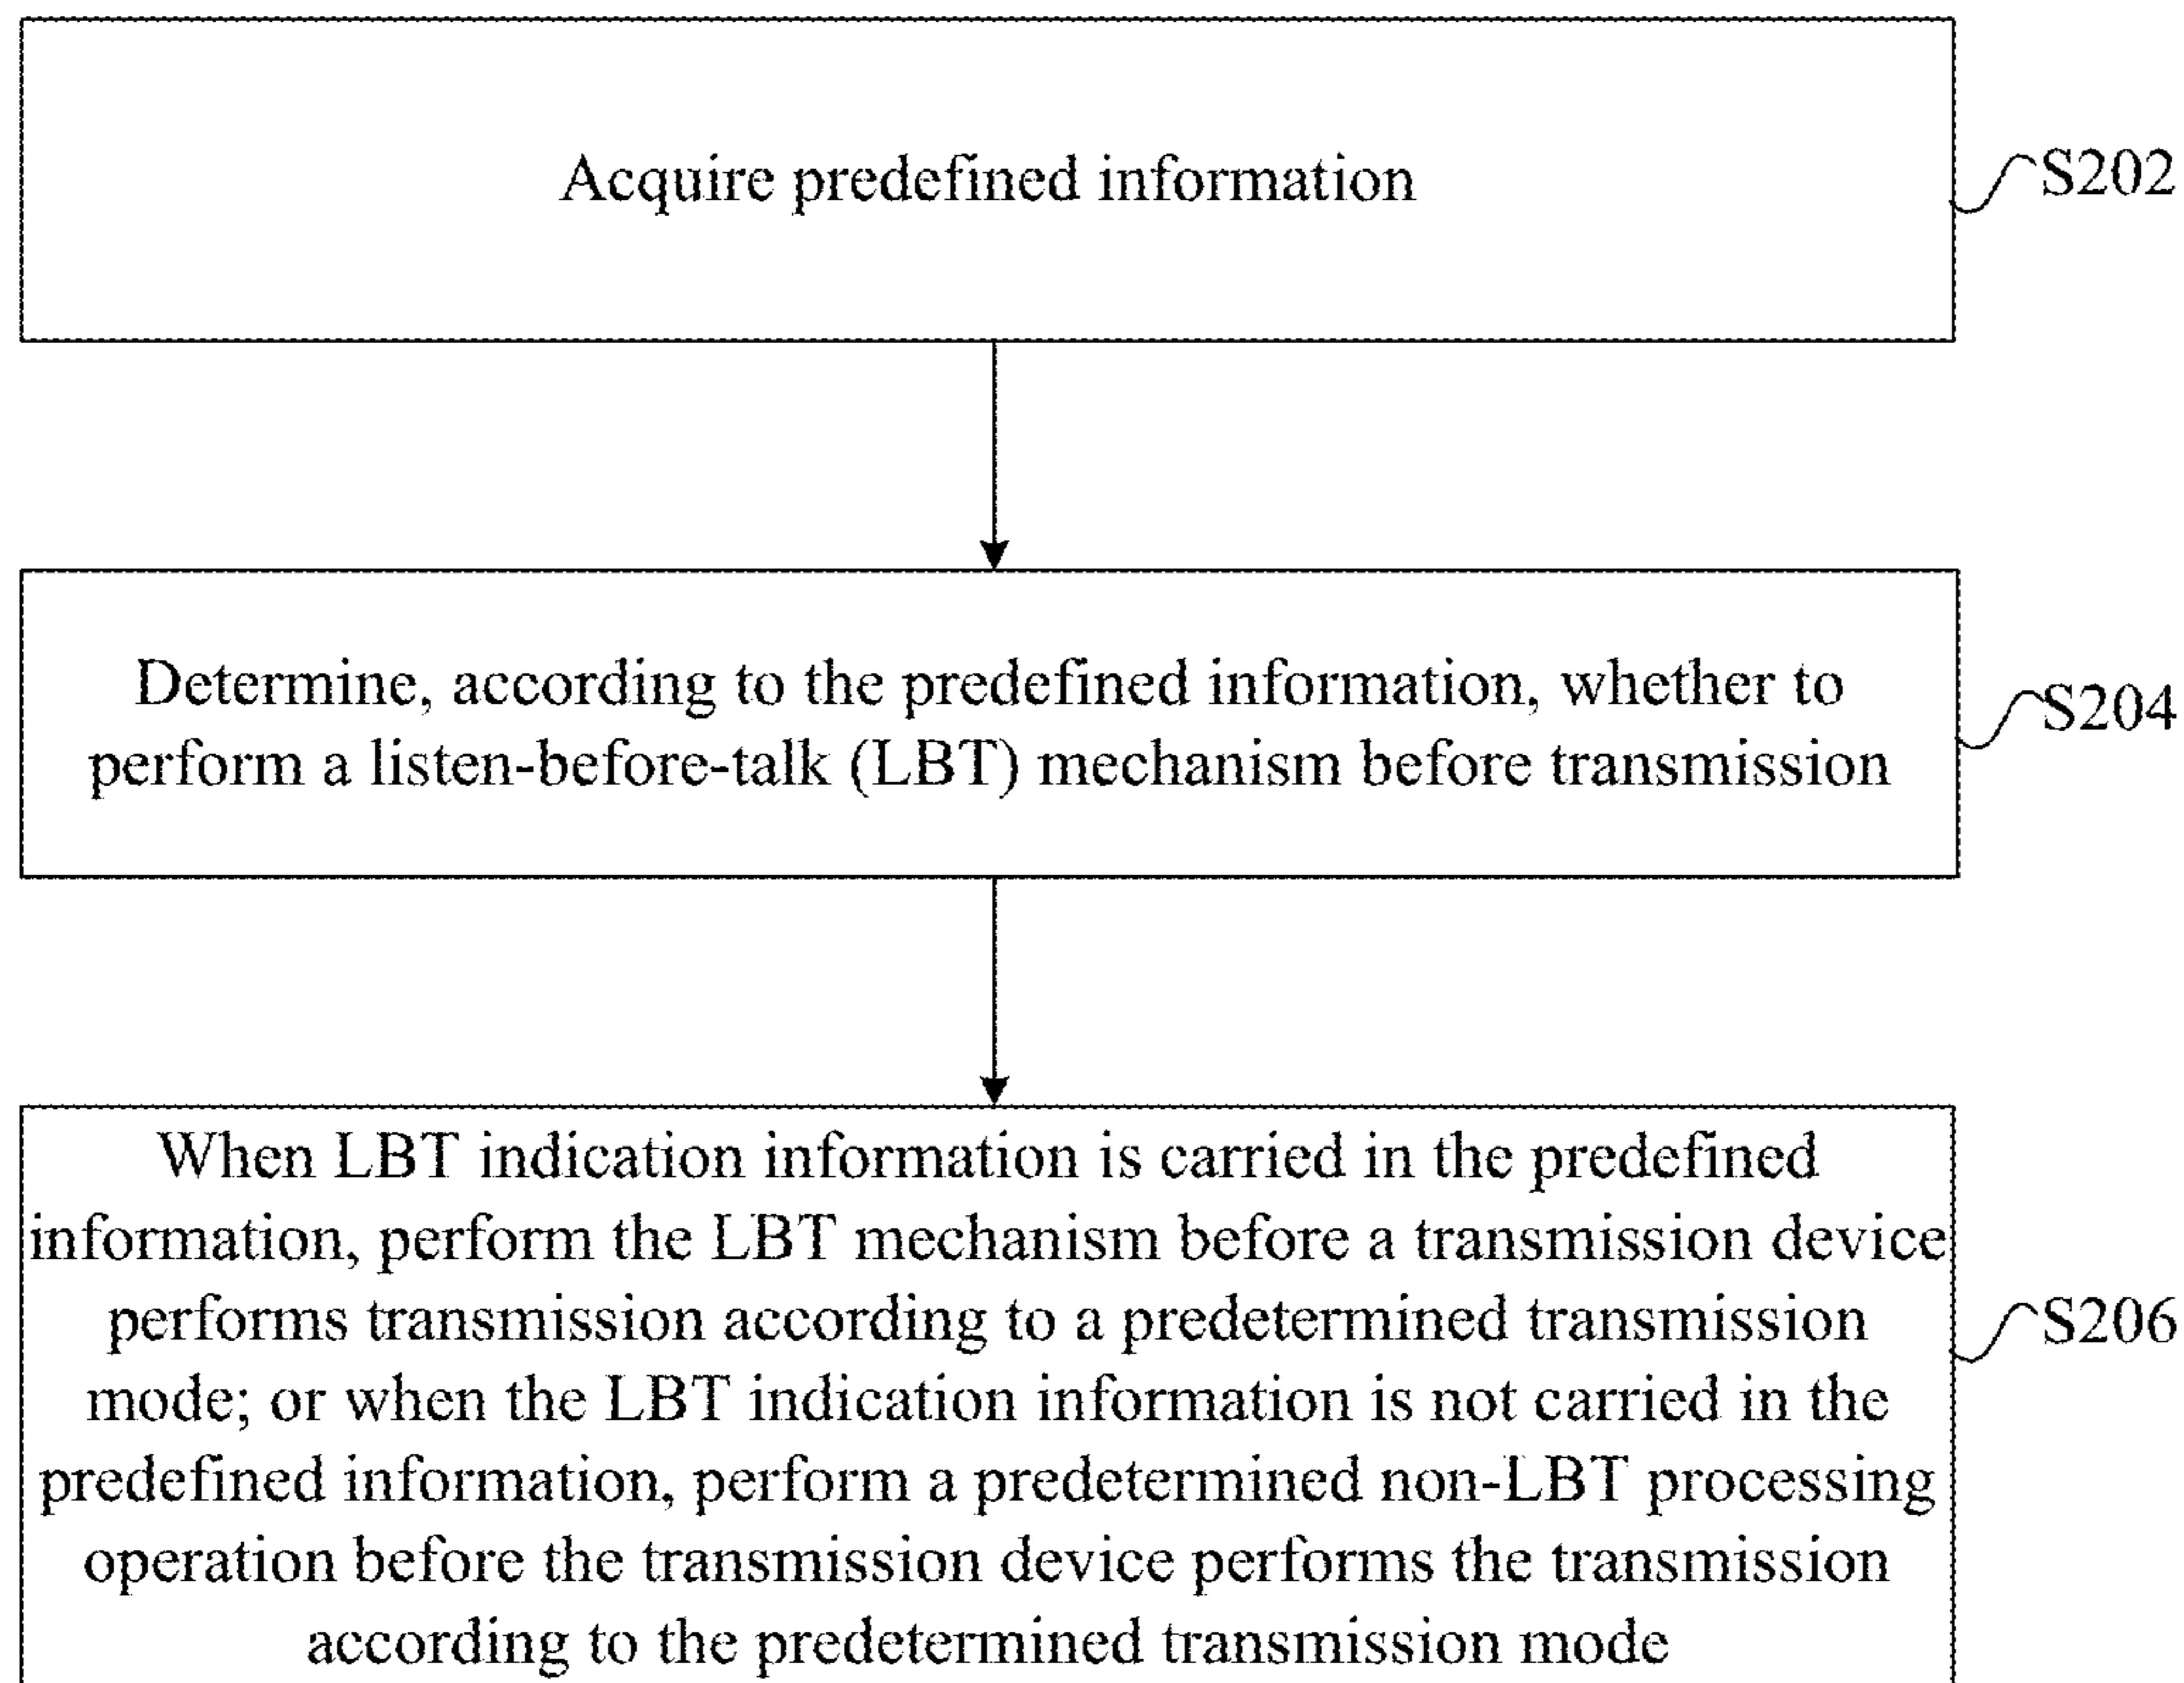 Acquire predefined information
S202
Determine, according to the predefined information, whether to
perform a listen-before-talk (LBT) mechanism before transmission
S204
When LBT indication information is carried in the predefined
information, perform the LBT mechanism before a transmission device
performs transmission according to a predetermined transmission
mode; or when the LBT indication information is not carried in the
predefined information, perform a predetermined non-LBT processing
operation before the transmission device performs the transmission
according to the predetermined transmission mode
S206